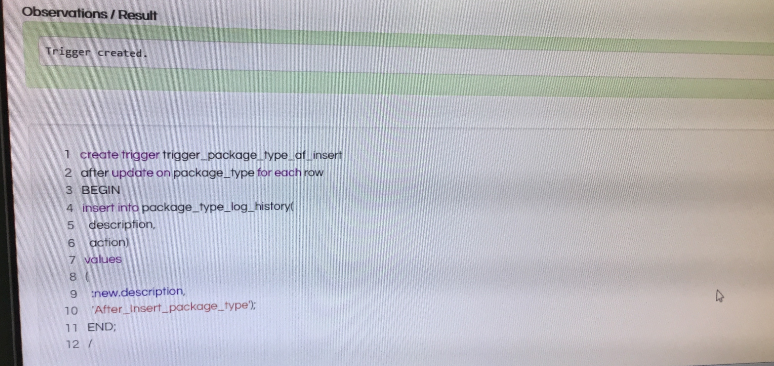 Observations / Result
Trigger created.
1 create trigger trigger_package_type_af_insert
2 after update on package_type for each row
3 BEGIN
4 insert into package_type_log_history(
5 description,
6 action)
7 values
8 (
9 :new.description,
10 'After_Insert_package_type');
11 END;
12 /